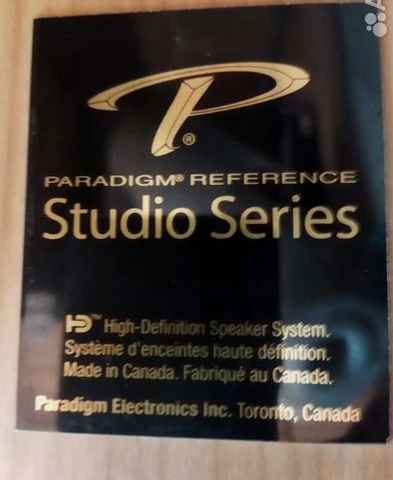 P®
PARADIGM® REFERENCE
Studio Series
HD™ High-Definition Speaker System.
Système d'enceintes haute définition.
Made in Canada. Fabriqué au Canada.
Paradigm Electronics Inc. Toronto, Canada